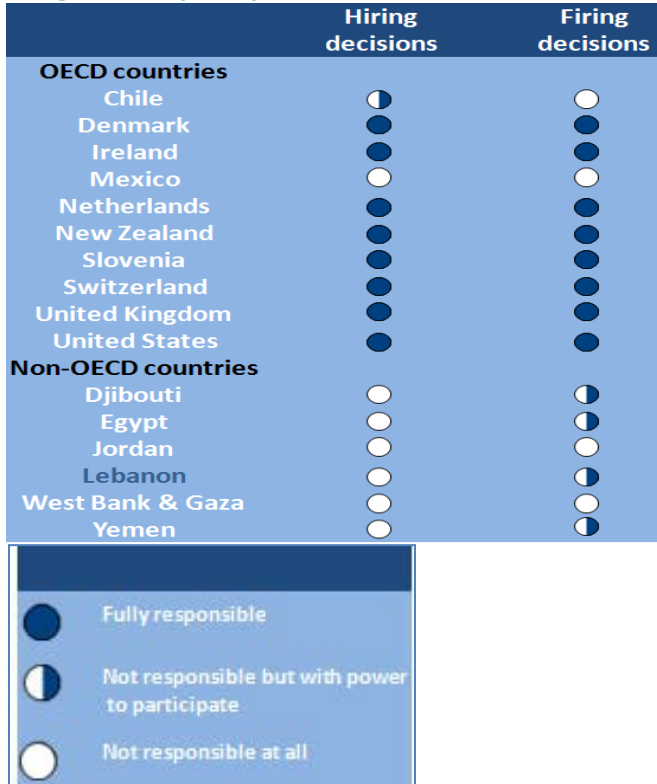 Hiring decisions
Firing decisions
OECD countries
Chile
Denmark
Ireland
Mexico
Netherlands
New Zealand
Slovenia
Switzerland
United Kingdom
United States
Non-OECD countries
Djibouti
Egypt
Jordan
Lebanon
West Bank & Gaza
Yemen
Fully responsible
Not responsible but with power
to participate
Not responsible at all